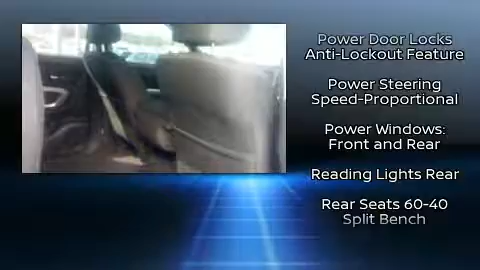 Power Door Locks
Anti-Lockout Feature
Power Steering
Speed-Proportional
Power Windows:
Front and Rear
Reading Lights Rear
Rear Seats 60-40
Split Bench